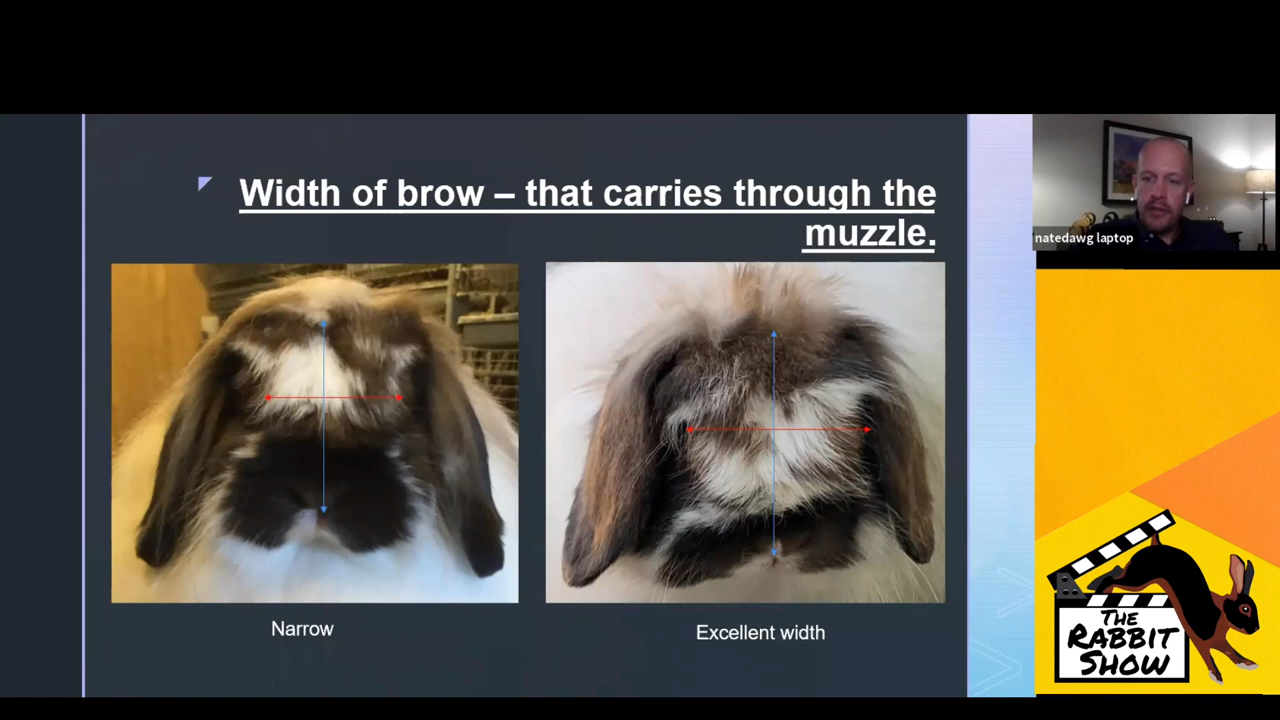 Width of brow – that carries through the
muzzle.
natedawg laptop
Narrow
Excellent width
THE
RABBIT
SHOW